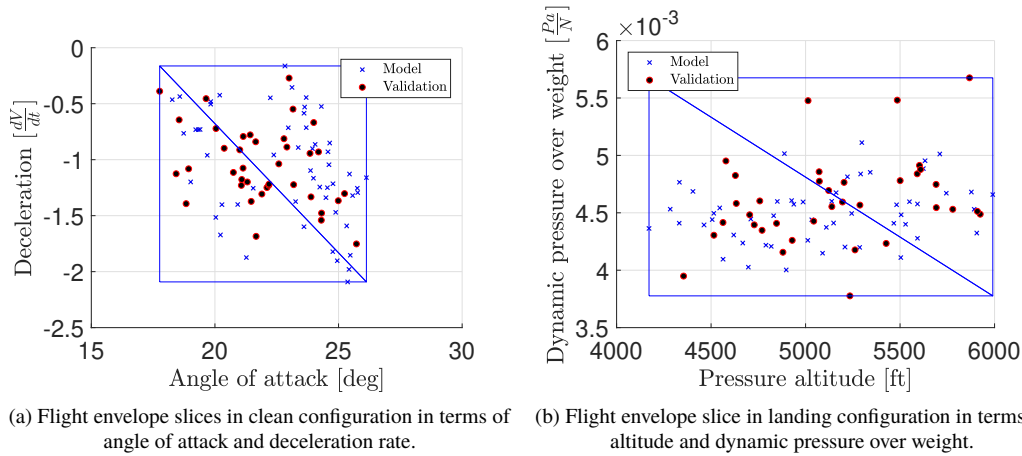 0
-0.5
-1
-1.5
-2
-2.5
15
20
25
30
Deceleration [dV/dt]
Angle of attack [deg]
Model
Validation
×10⁻³
6
5.5
5
4.5
4
3.5
4000
4500
5000
5500
6000
Dynamic pressure over weight [Pa/N]
Pressure altitude [ft]
Model
Validation
(a) Flight envelope slices in clean configuration in terms of
angle of attack and deceleration rate.
(b) Flight envelope slice in landing configuration in terms
altitude and dynamic pressure over weight.